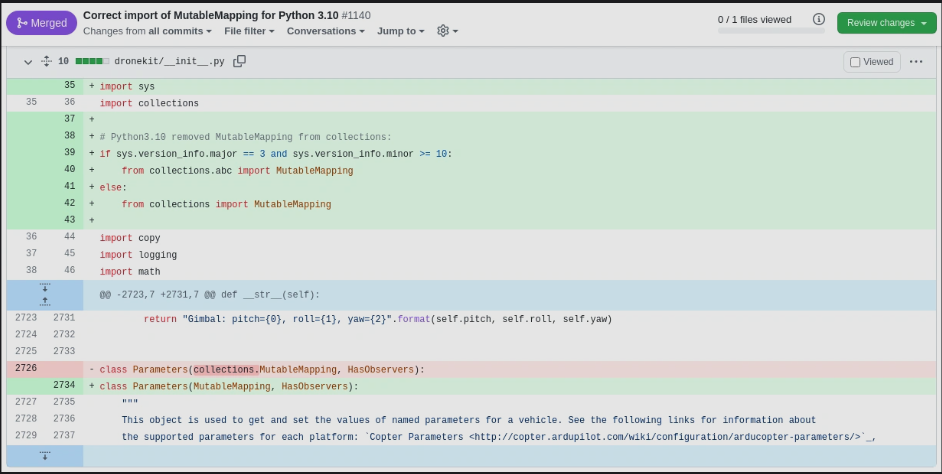 Merged Correct import of MutableMapping for Python 3.10 #1140
Changes from all commits File filter Conversations Jump to
0 / 1 files viewed Review changes
10 dronekit/__init__.py Viewed
35 + import sys
35 36 import collections
37 +
38 + # Python3.10 removed MutableMapping from collections:
39 + if sys.version_info.major == 3 and sys.version_info.minor >= 10:
40 + from collections.abc import MutableMapping
41 + else:
42 + from collections import MutableMapping
43 +
36 44 import copy
37 45 import logging
38 46 import math
@@ -2723,7 +2731,7 @@ def __str__(self):
2723 2731 return "Gimbal: pitch={0}, roll={1}, yaw={2}".format(self.pitch, self.roll, self.yaw)
2724 2732
2725 2733
2726 - class Parameters(collections.MutableMapping, HasObservers):
2734 + class Parameters(MutableMapping, HasObservers):
2727 2735 """
2728 2736 This object is used to get and set the values of named parameters for a vehicle. See the following links for information about
2729 2737 the supported parameters for each platform: `Copter Parameters <http://copter.ardupilot.com/wiki/configuration/arducopter-parameters/>`_,